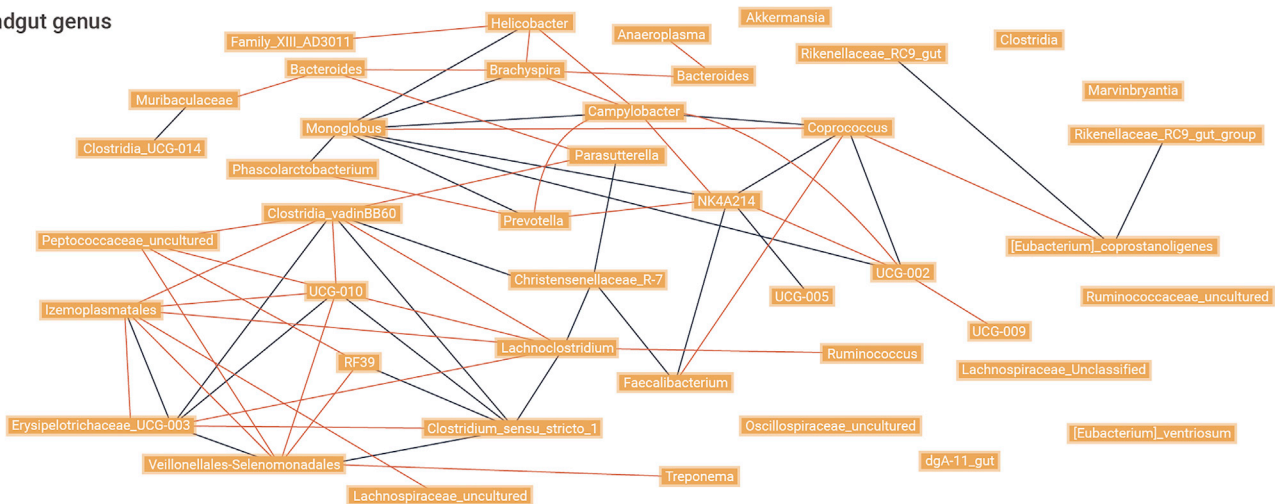 ndgut genus
Helicobacter
Akkermansia
Family_XIII_AD3011
Anaeroplasma
Clostridia
Rikenellaceae_RC9_gut
Bacteroides
Brachyspira
Bacteroides
Marvinbryantia
Muribaculaceae
Campylobacter
Monoglobus
Coprococcus
Rikenellaceae_RC9_gut_group
Clostridia_UCG-014
Parasutterella
Phascolarctobacterium
NK4A214
Clostridia_vadinBB60
Prevotella
Peptococcaceae_uncultured
[Eubacterium]_coprostanoligenes
UCG-002
Christensenellaceae_R-7
UCG-010
UCG-005
Ruminococcaceae_uncultured
Izemoplasmatales
UCG-009
Lachnoclostridium
Ruminococcus
RF39
Lachnospiraceae_Unclassified
Faecalibacterium
Erysipelotrichaceae_UCG-003
Clostridium_sensu_stricto_1
Oscillospiraceae_uncultured
[Eubacterium]_ventriosum
dgA-11_gut
Veillonellales-Selenomonadales
Treponema
Lachnospiraceae_uncultured